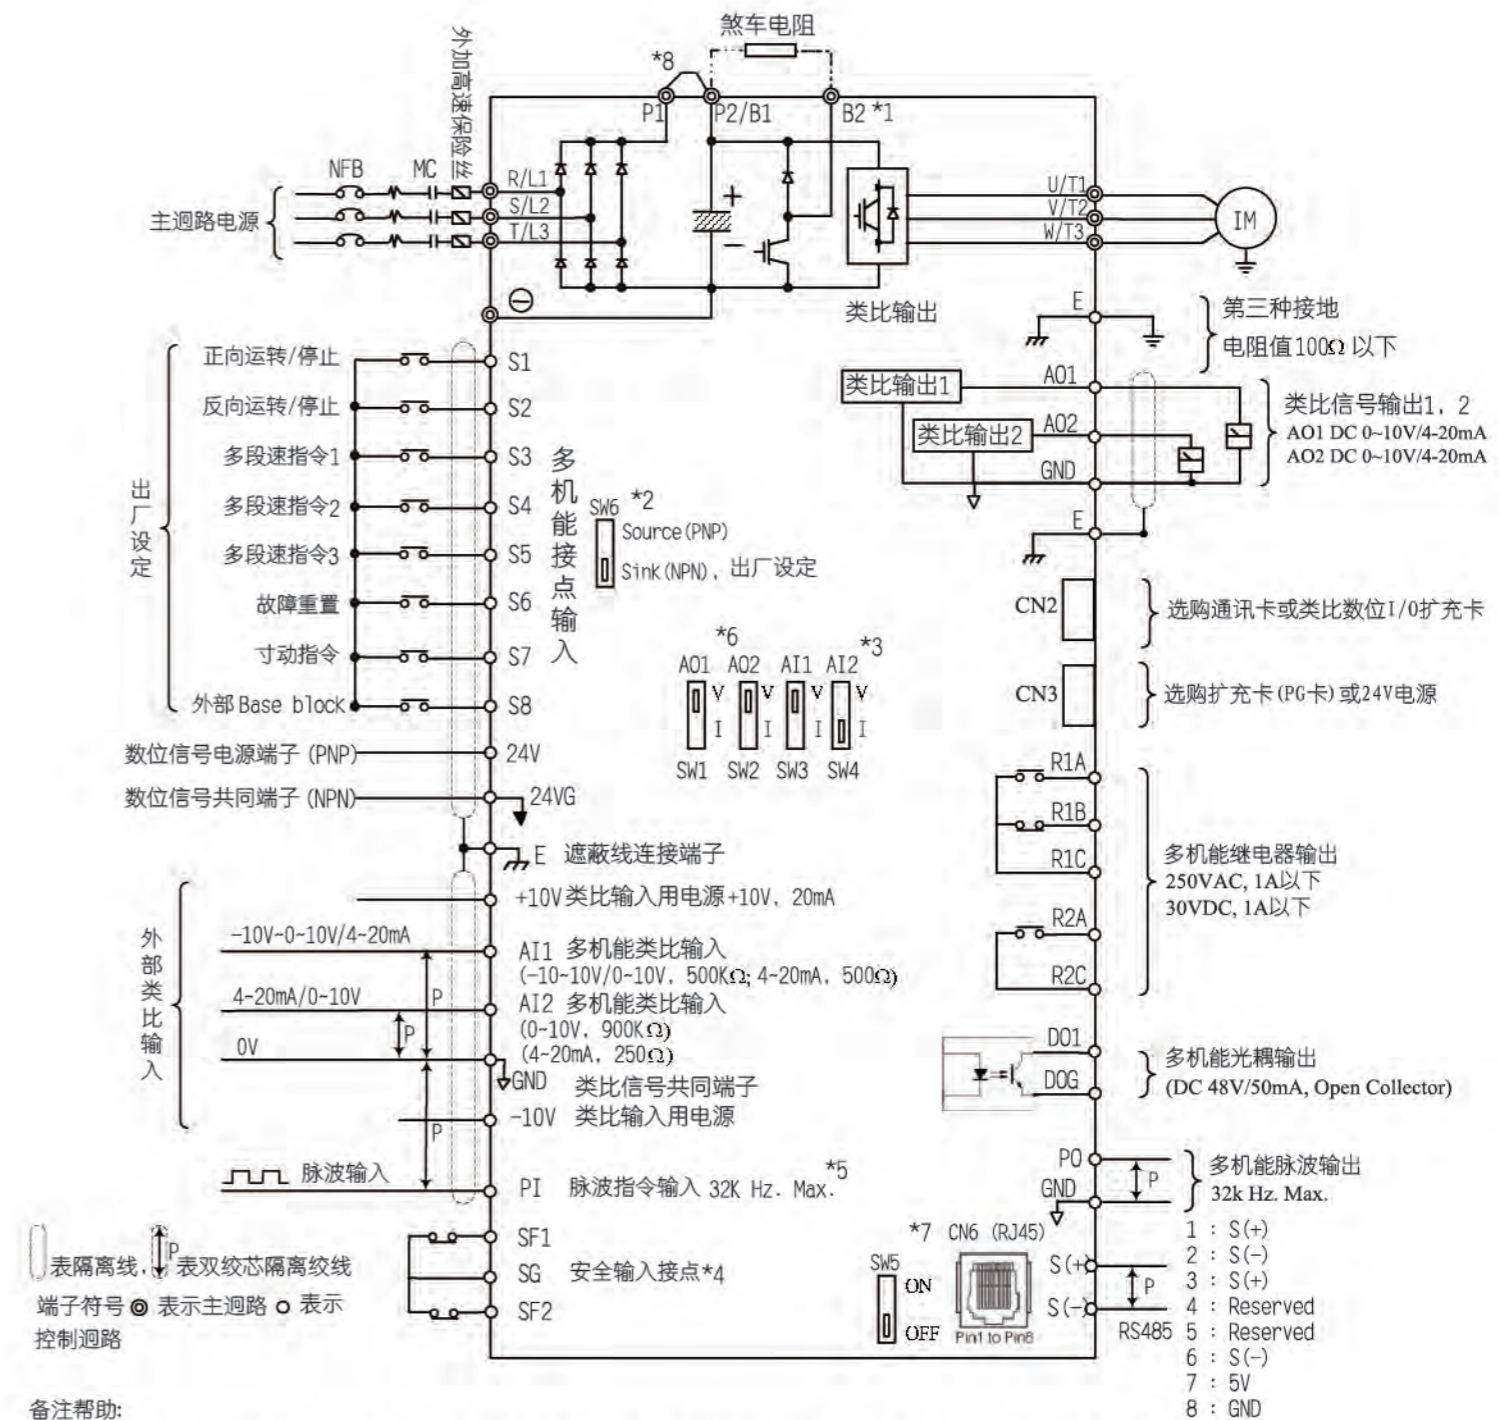 煞车电阻
外加高速保险丝
*8
P1
P2/B1
B2 *1
NFB
MC
R/L1
S/L2
T/L3
主迴路电源
U/T1
V/T2
W/T3
IM
+
−
⊖
类比输出
E
第三种接地
电阻值100Ω 以下
出厂设定
正向运转/停止
S1
反向运转/停止
S2
多段速指令1
S3
多段速指令2
S4
多段速指令3
S5
故障重置
S6
寸动指令
S7
外部 Base block
S8
多机能接点输入
数位信号电源端子 (PNP)
24V
数位信号共同端子 (NPN)
24VG
SW6
*2
Source(PNP)
Sink(NPN), 出厂设定
类比输出1
AO1
类比输出2
AO2
GND
E
类比信号输出1, 2
AO1 DC 0~10V/4-20mA
AO2 DC 0~10V/4-20mA
CN2
选购通讯卡或类比数位I/O扩充卡
CN3
选购扩充卡(PG卡)或24V电源
*6
*3
AO1 AO2 AI1 AI2
V V V V
I I I I
SW1 SW2 SW3 SW4
R1A
R1B
R1C
R2A
R2C
多机能继电器输出
250VAC, 1A以下
30VDC, 1A以下
E 遮蔽线连接端子
外部类比输入
+10V 类比输入用电源 +10V, 20mA
-10V~0~10V/4~20mA
AI1 多机能类比输入
(-10~10V/0~10V, 500KΩ; 4~20mA, 500Ω)
4~20mA/0~10V
P
AI2 多机能类比输入
(0~10V, 900KΩ)
(4~20mA, 250Ω)
P
0V
GND 类比信号共同端子
-10V 类比输入用电源
P
脉波输入
PI 脉波指令输入 32K Hz. Max.
*5
DO1
DOG
多机能光耦输出
(DC 48V/50mA, Open Collector)
PO
GND
P
多机能脉波输出
32k Hz. Max.
SF1
SG 安全输入接点*4
SF2
*7 CN6 (RJ45)
SW5
ON
OFF
Pin1 to Pin8
S(+)
S(-)
P
RS485
1 : S(+)
2 : S(-)
3 : S(+)
4 : Reserved
5 : Reserved
6 : S(-)
7 : 5V
8 : GND
表隔离线, P 表双绞芯隔离绞线
端子符号 ◎ 表示主迴路 ○ 表示
控制迴路
备注帮助: